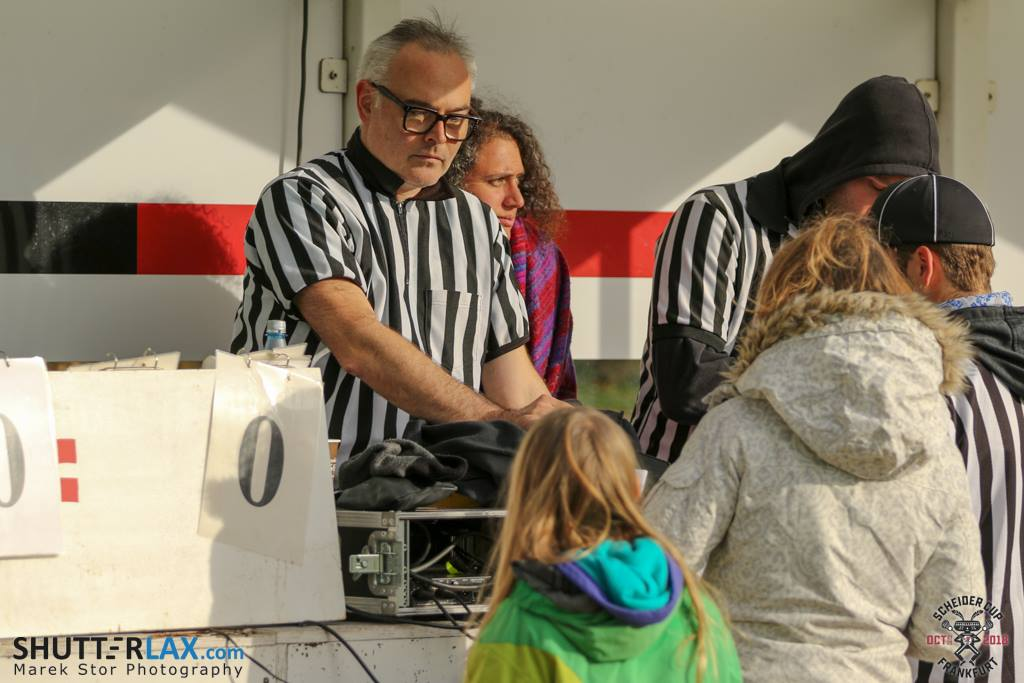 0 0
SHUTTERLAX.com
Marek Stor Photography
SCHEIDER CUP
OCT 2018
FRANKFURT